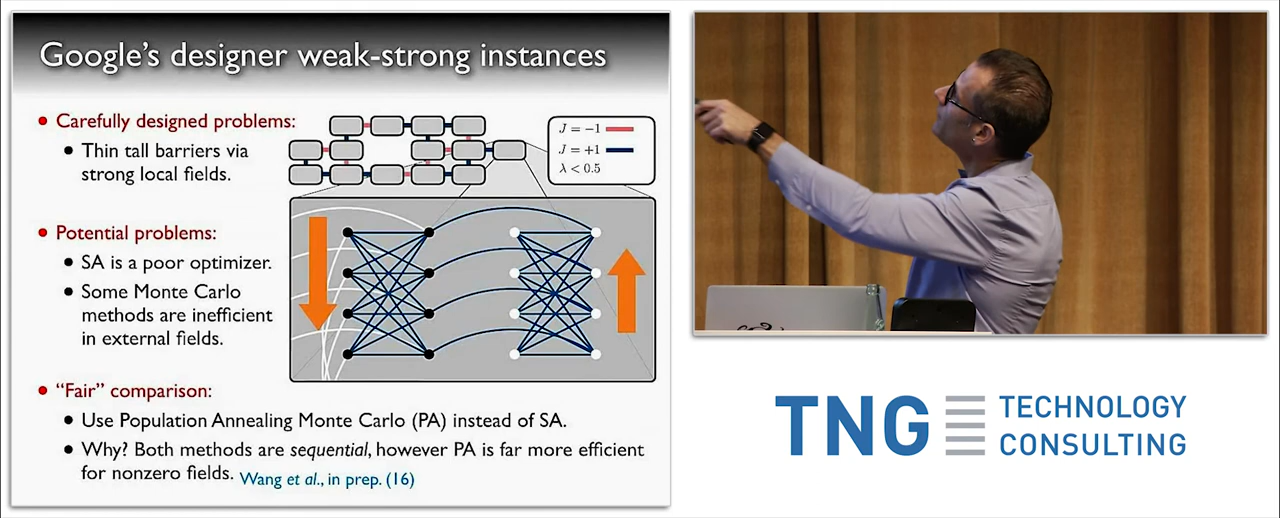 Google's designer weak-strong instances
• Carefully designed problems:
• Thin tall barriers via
strong local fields.
J = −1
J = +1
λ < 0.5
• Potential problems:
• SA is a poor optimizer.
• Some Monte Carlo
methods are inefficient
in external fields.
• “Fair” comparison:
• Use Population Annealing Monte Carlo (PA) instead of SA.
• Why? Both methods are sequential, however PA is far more efficient
for nonzero fields. Wang et al., in prep. (16)
TNG TECHNOLOGY
CONSULTING